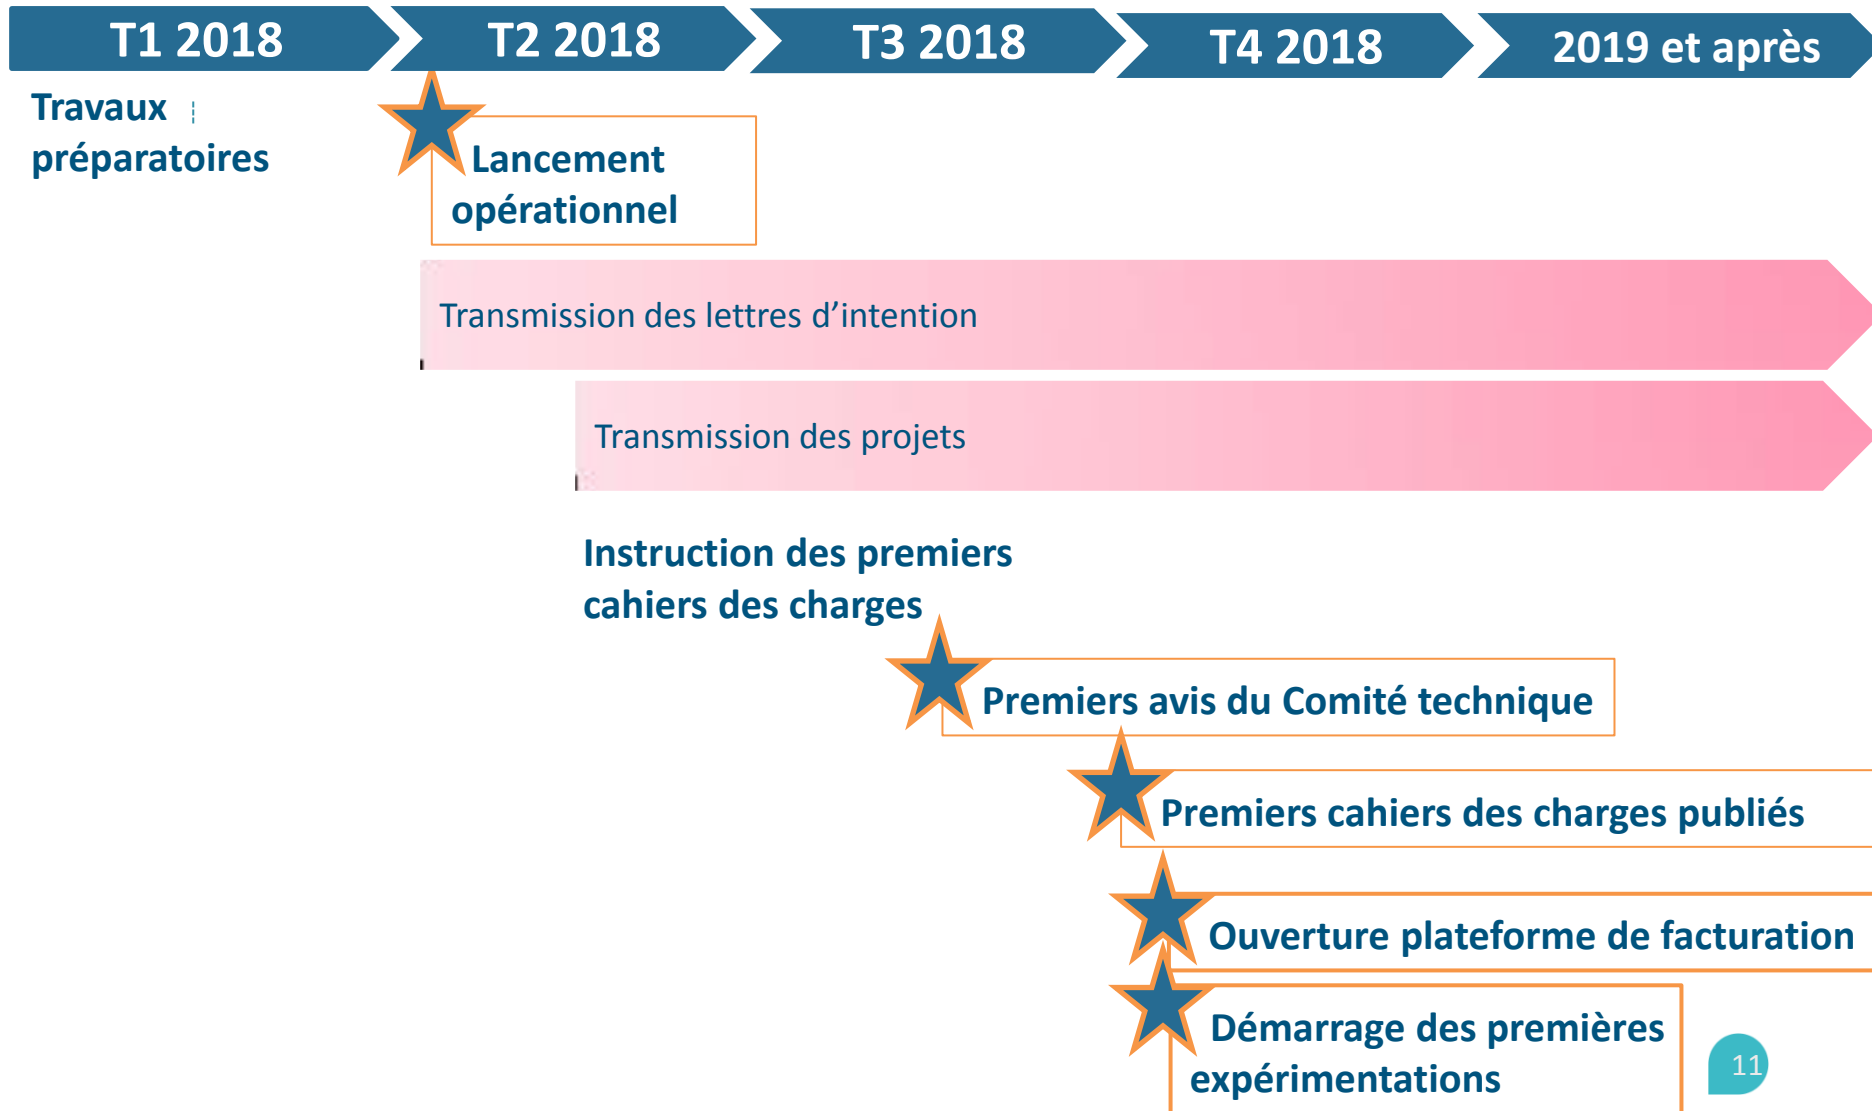 T1 2018
T2 2018
T3 2018
T4 2018
2019 et après
Travaux
préparatoires
Lancement
opérationnel
Transmission des lettres d’intention
Transmission des projets
Instruction des premiers
cahiers des charges
Premiers avis du Comité technique
Premiers cahiers des charges publiés
Ouverture plateforme de facturation
Démarrage des premières
expérimentations
11